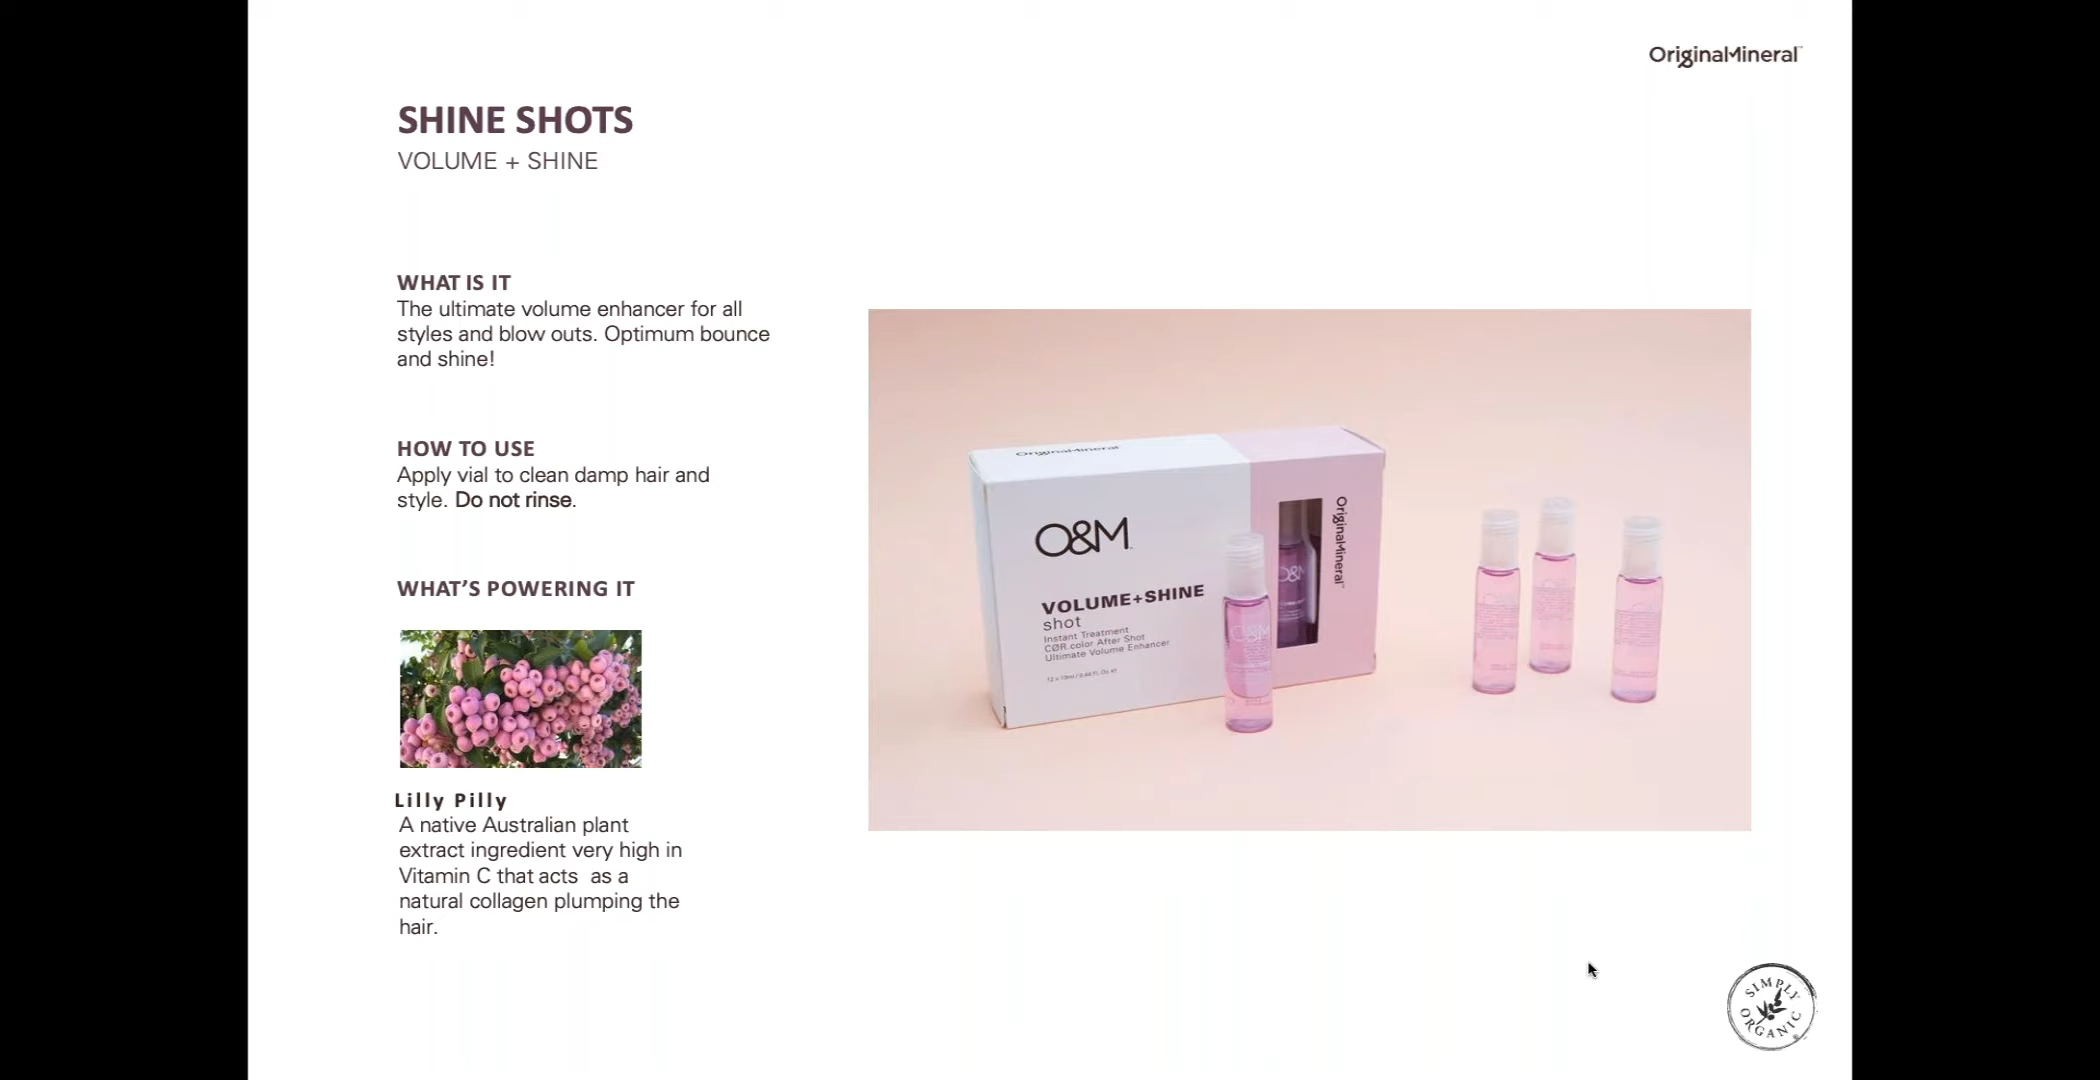 OriginalMineral
SHINE SHOTS
VOLUME + SHINE
WHAT IS IT
The ultimate volume enhancer for all
styles and blow outs. Optimum bounce
and shine!
HOW TO USE
Apply vial to clean damp hair and
style. Do not rinse.
WHAT'S POWERING IT
Lilly Pilly
A native Australian plant
extract ingredient very high in
Vitamin C that acts as a
natural collagen plumping the
hair.
OriginalMineral
O&M
VOLUME+SHINE
shot
Instant Treatment
CØR.color After Shot
Ultimate Volume Enhancer
OriginalMineral
O&M
O&M
SIMPLY
ORGANIC